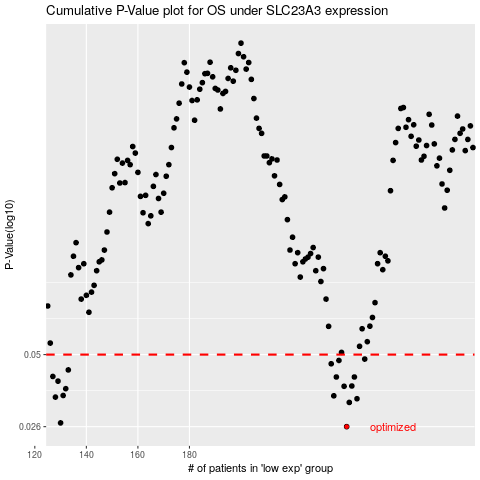 Cumulative P-Value plot for OS under SLC23A3 expression
P-Value(log10)
0.05
0.026
optimized
120 140 160 180
# of patients in 'low exp' group